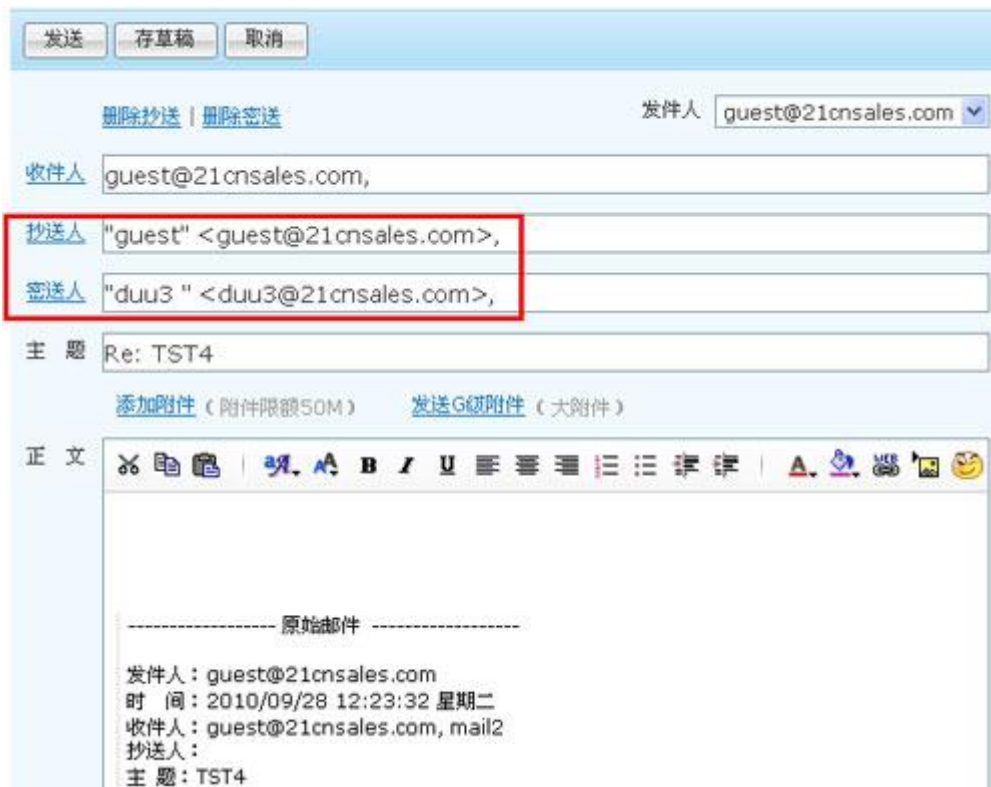 发送 存草稿 取消
删除抄送 | 删除密送 发件人 guest@21cnsales.com
收件人 guest@21cnsales.com,
抄送人 "guest" <guest@21cnsales.com>,
密送人 "duu3 " <duu3@21cnsales.com>,
主 题 Re: TST4
添加附件 (附件限额50M) 发送G级附件 (大附件)
正 文
------------------ 原始邮件 ------------------
发件人:guest@21cnsales.com
时 间:2010/09/28 12:23:32 星期二
收件人:guest@21cnsales.com, mail2
抄送人:
主 题:TST4